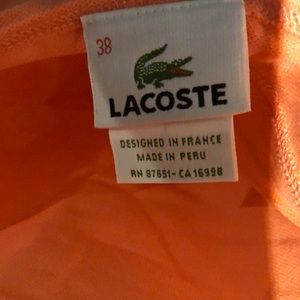 38
LACOSTE
DESIGNED IN FRANCE
MADE IN PERU
RN 87651-CA 16998